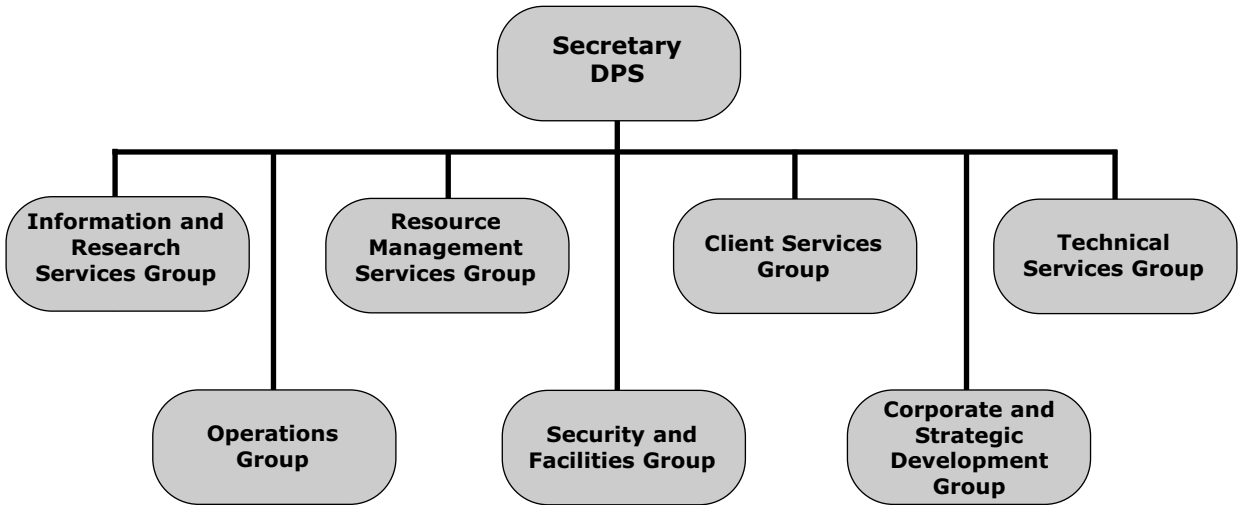 Secretary
DPS
Information and
Research
Services Group
Resource
Management
Services Group
Client Services
Group
Technical
Services Group
Operations
Group
Security and
Facilities Group
Corporate and
Strategic
Development
Group